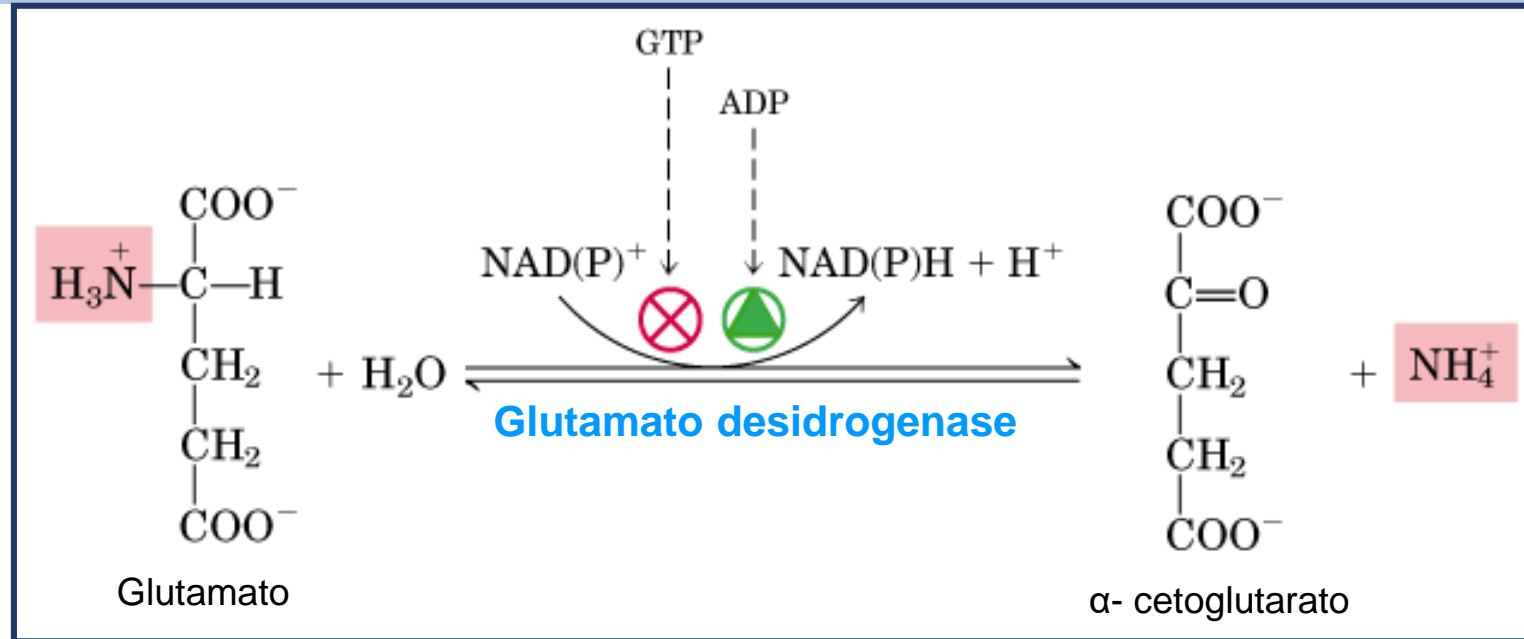 GTP
ADP
COO⁻
H₃N⁺—C—H
CH₂
CH₂
COO⁻
Glutamato
+ H₂O
NAD(P)⁺
NAD(P)H + H⁺
Glutamato desidrogenase
COO⁻
C=O
CH₂
CH₂
COO⁻
α- cetoglutarato
+ NH₄⁺